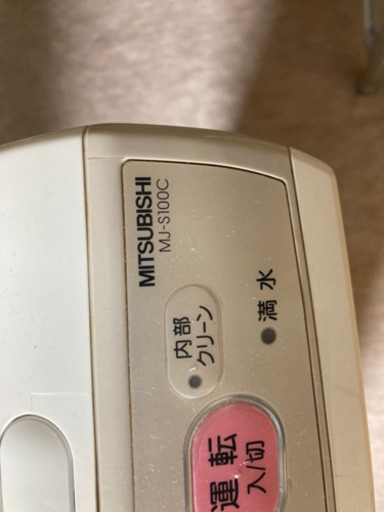 MITSUBISHI
MJ-S100C
内部
クリーン
満水
運転
入/切